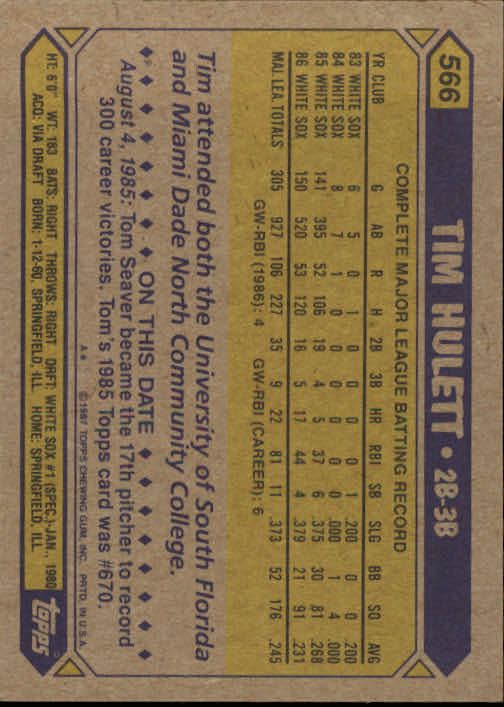 566 TIM HULETT • 2B-3B
COMPLETE MAJOR LEAGUE BATTING RECORD
YR CLUB G AB R H 2B 3B HR RBI SB SLG BB SO AVG
83 WHITE SOX 6 5 0 1 0 0 0 0 1 .200 0 0 .200
84 WHITE SOX 8 7 1 0 0 0 0 0 1 .000 1 4 .000
85 WHITE SOX 141 395 52 106 19 4 5 37 6 .375 30 81 .268
86 WHITE SOX 150 520 53 120 16 5 17 44 4 .379 21 91 .231
MAJ. LEA. TOTALS 305 927 106 227 35 9 22 81 11 .373 52 176 .245
GW-RBI (1986): 4 GW-RBI (CAREER): 6
Tim attended both the University of South Florida
and Miami Dade North Community College.
◆ ◆ ◆ ◆ ◆ ◆ ◆ ON THIS DATE ◆ ◆ ◆ ◆ ◆ ◆ ◆
August 4, 1985: Tom Seaver became the 17th pitcher to record
300 career victories. Tom's 1985 Topps card was #670.
A* ©1987 TOPPS CHEWING GUM, INC. PRTD. IN U.S.A.
HT: 6'0" WT: 183 BATS: RIGHT THROWS: RIGHT DRFT: WHITE SOX #1 (SPEC.)-JAN., 1980
ACQ: VIA DRAFT BORN: 1-12-60, SPRINGFIELD, ILL HOME: SPRINGFIELD, ILL
topps